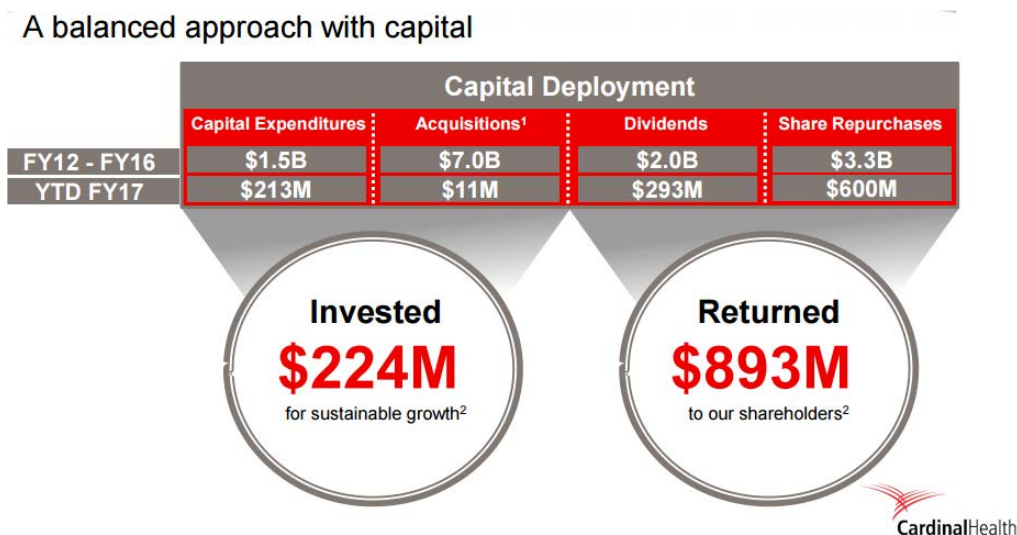 A balanced approach with capital
Capital Deployment
Capital Expenditures Acquisitions¹ Dividends Share Repurchases
FY12 - FY16 $1.5B $7.0B $2.0B $3.3B
YTD FY17 $213M $11M $293M $600M
Invested
$224M
for sustainable growth²
Returned
$893M
to our shareholders²
CardinalHealth